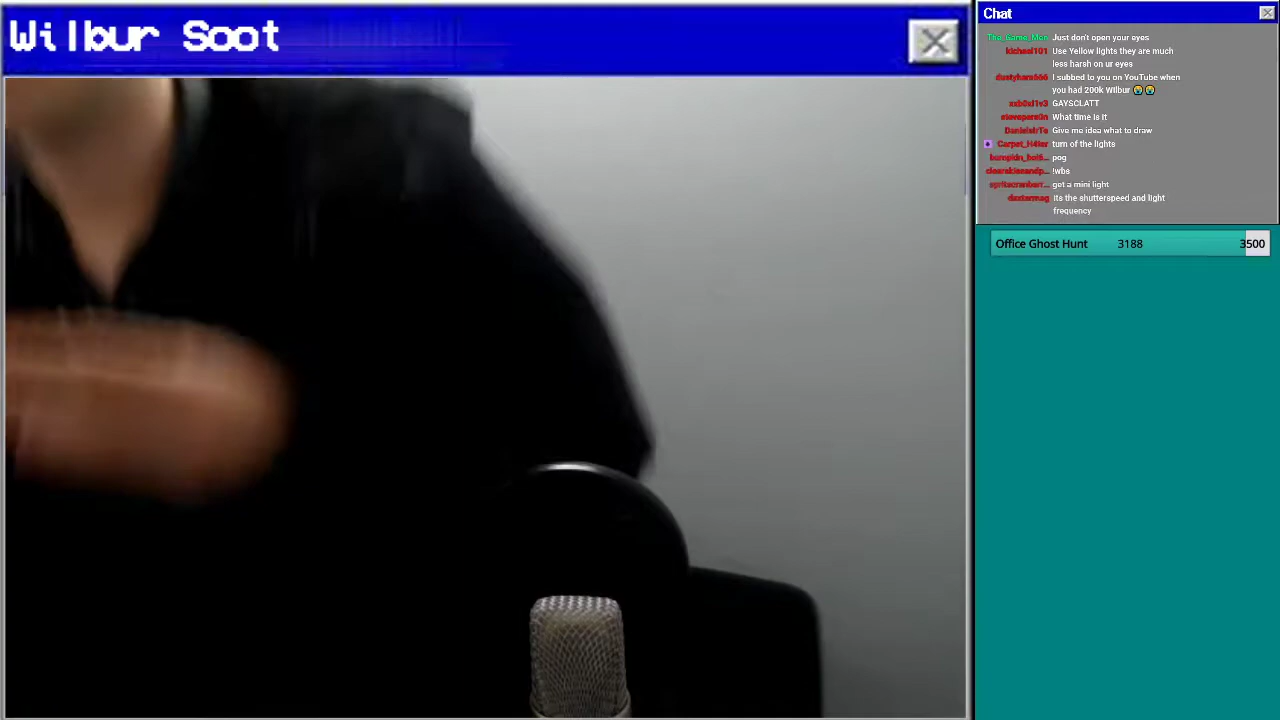 Wilbur Soot
Chat
The_Game_Men Just don't open your eyes
Use Yellow lights they are much
less harsh on ur eyes
I subbed to you on YouTube when
you had 200k Wilbur 😭 😭
GAYSCLATT
What time is it
Give me idea what to draw
Carpet_H4ter turn of the lights
pog
!wbs
get a mini light
its the shutterspeed and light
frequency
Office Ghost Hunt 3188 3500